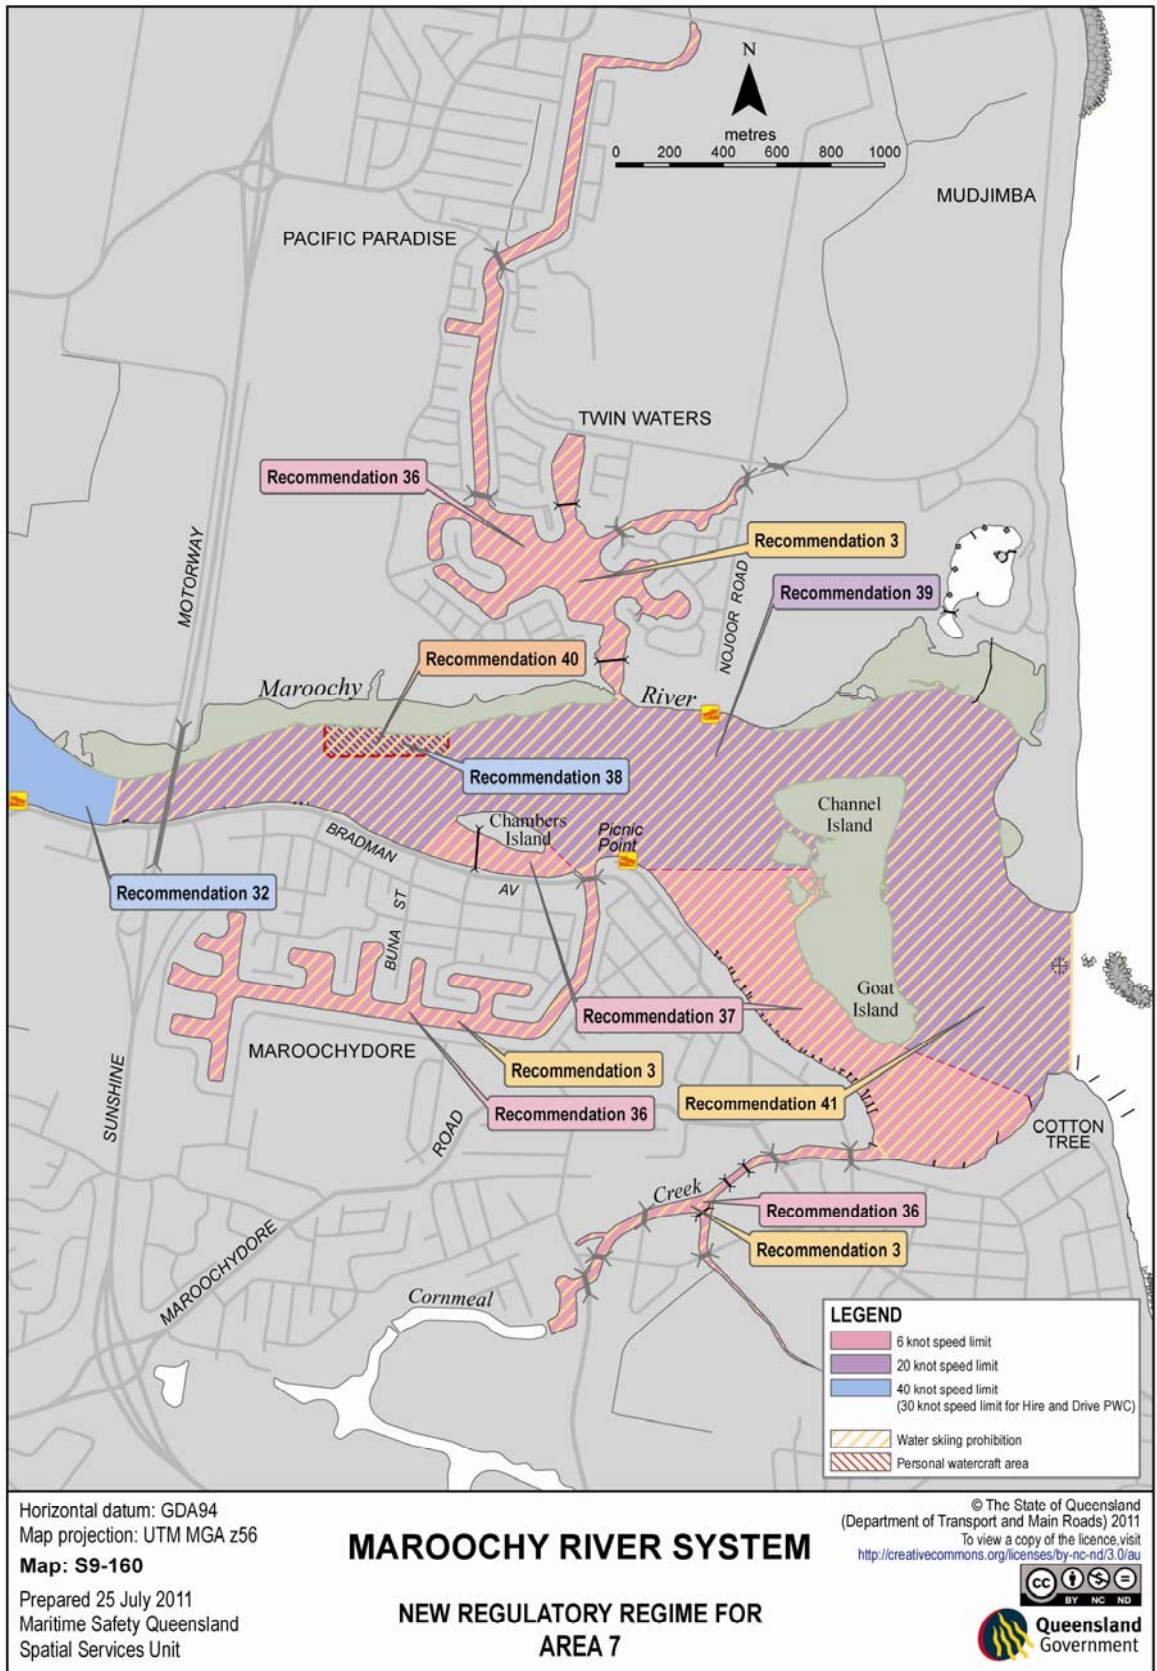 N
metres
0 200 400 600 800 1000
MUDJIMBA
PACIFIC PARADISE
TWIN WATERS
Recommendation 36
MOTORWAY
Recommendation 3
NOJOOR ROAD
Recommendation 39
Recommendation 40
Maroochy
River
Recommendation 38
Channel
Island
Chambers
Island
Picnic
Point
BRADMAN
AV
Recommendation 32
BUNA ST
Goat
Island
Recommendation 37
MAROOCHYDORE
Recommendation 3
Recommendation 41
Recommendation 36
SUNSHINE
COTTON
TREE
MAROOCHYDORE
ROAD
Creek
Recommendation 36
Recommendation 3
Cornmeal
LEGEND
6 knot speed limit
20 knot speed limit
40 knot speed limit
(30 knot speed limit for Hire and Drive PWC)
Water skiing prohibition
Personal watercraft area
Horizontal datum: GDA94
Map projection: UTM MGA z56
Map: S9-160
Prepared 25 July 2011
Maritime Safety Queensland
Spatial Services Unit
MAROOCHY RIVER SYSTEM
NEW REGULATORY REGIME FOR
AREA 7
© The State of Queensland
(Department of Transport and Main Roads) 2011
To view a copy of the licence,visit
http://creativecommons.org/licenses/by-nc-nd/3.0/au
cc
BY NC ND
Queensland
Government